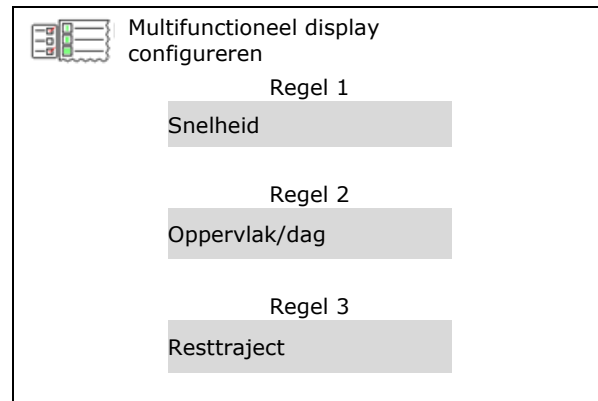 Multifunctioneel display
configureren
Regel 1
Snelheid
Regel 2
Oppervlak/dag
Regel 3
Resttraject